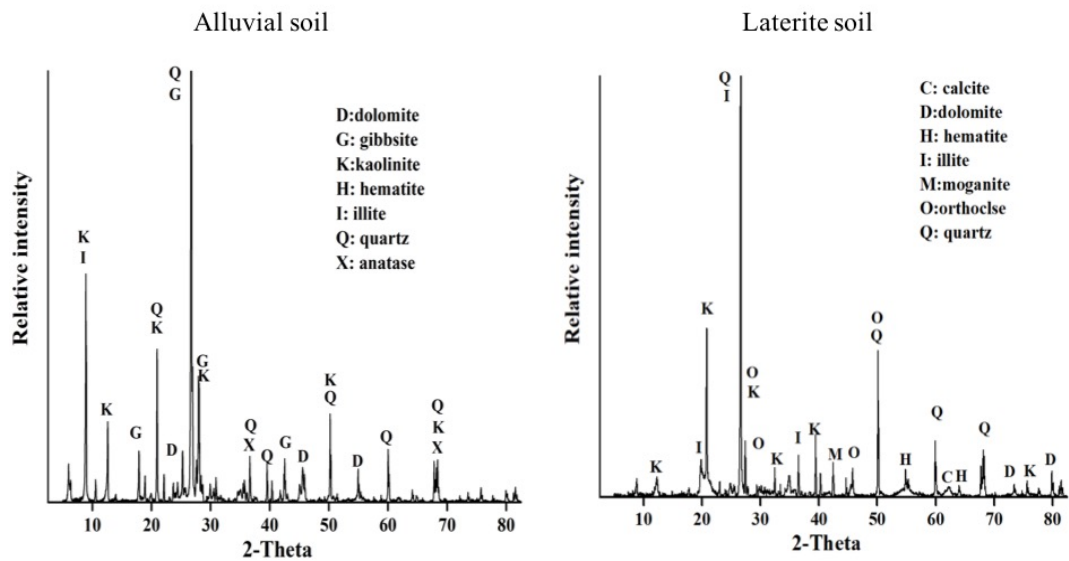 Alluvial soil
Relative intensity
Q
G
K
I
K
G
Q
K
D
G
K
Q
X
Q
G
K
Q
D
D
Q
Q
K
X
D:dolomite
G: gibbsite
K:kaolinite
H: hematite
I: illite
Q: quartz
X: anatase
10 20 30 40 50 60 70 80
2-Theta
Laterite soil
Relative intensity
Q
I
K
I
K
O
K
O
K
I
K
M
O
O
Q
H
Q
C H
Q
D
K
D
C: calcite
D:dolomite
H: hematite
I: illite
M:moganite
O:orthoclse
Q: quartz
10 20 30 40 50 60 70 80
2-Theta